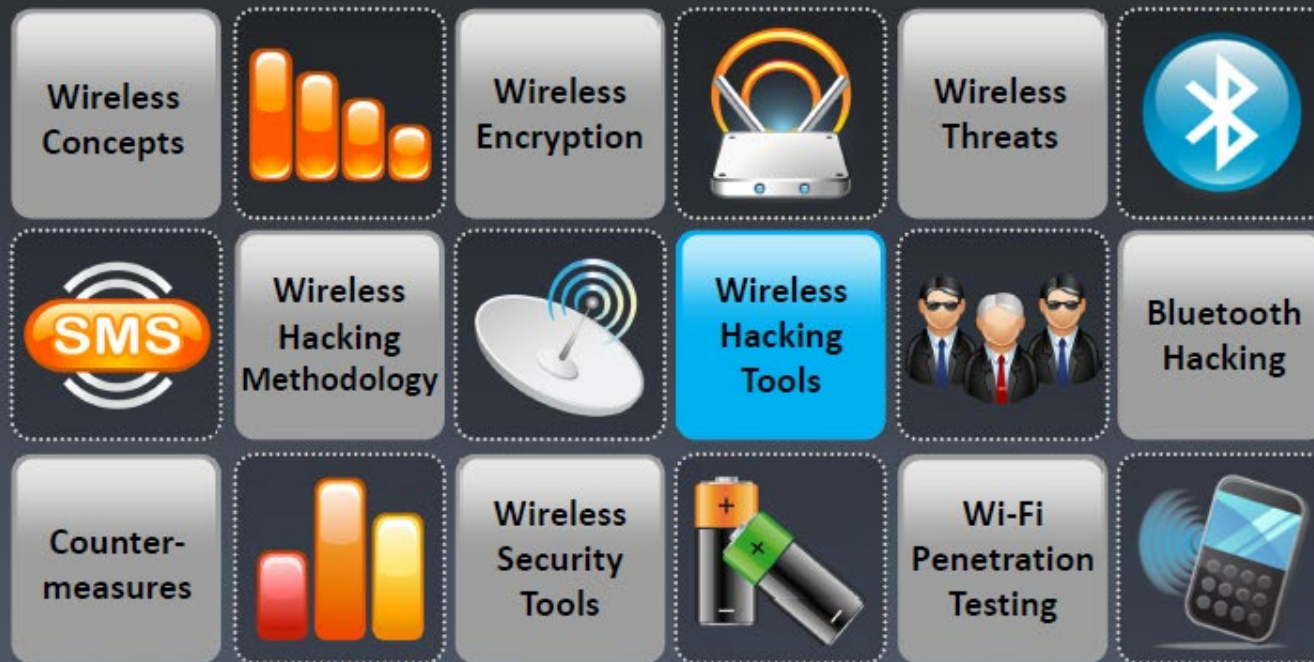 Wireless
Concepts
Wireless
Encryption
Wireless
Threats
SMS
Wireless
Hacking
Methodology
Wireless
Hacking
Tools
Bluetooth
Hacking
Counter-
measures
Wireless
Security
Tools
+
+
Wi-Fi
Penetration
Testing